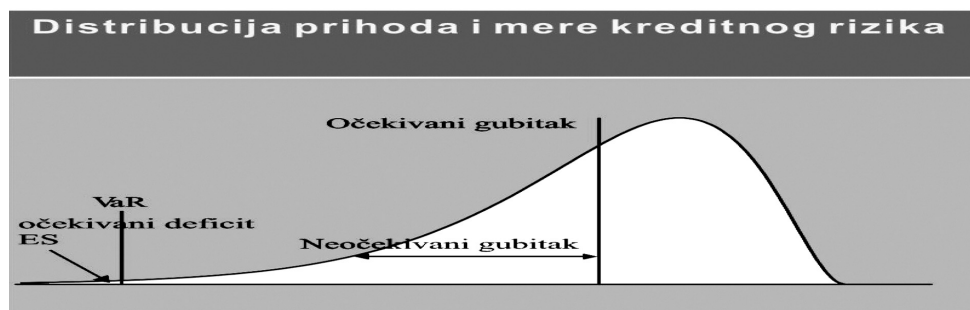 Distribucija prihoda i mere kreditnog rizika
Očekivani gubitak
VaR
očekivani deficit
ES
Neočekivani gubitak